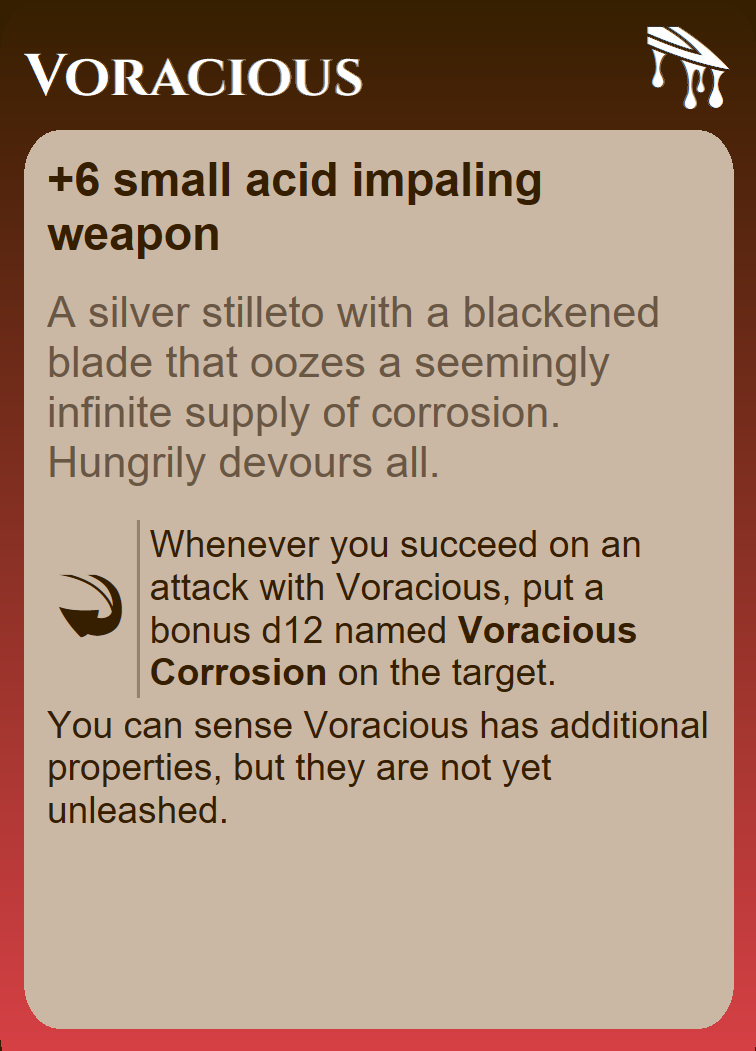 Voracious
+6 small acid impaling
weapon
A silver stilleto with a blackened
blade that oozes a seemingly
infinite supply of corrosion.
Hungrily devours all.
Whenever you succeed on an
attack with Voracious, put a
bonus d12 named Voracious
Corrosion on the target.
You can sense Voracious has additional
properties, but they are not yet
unleashed.